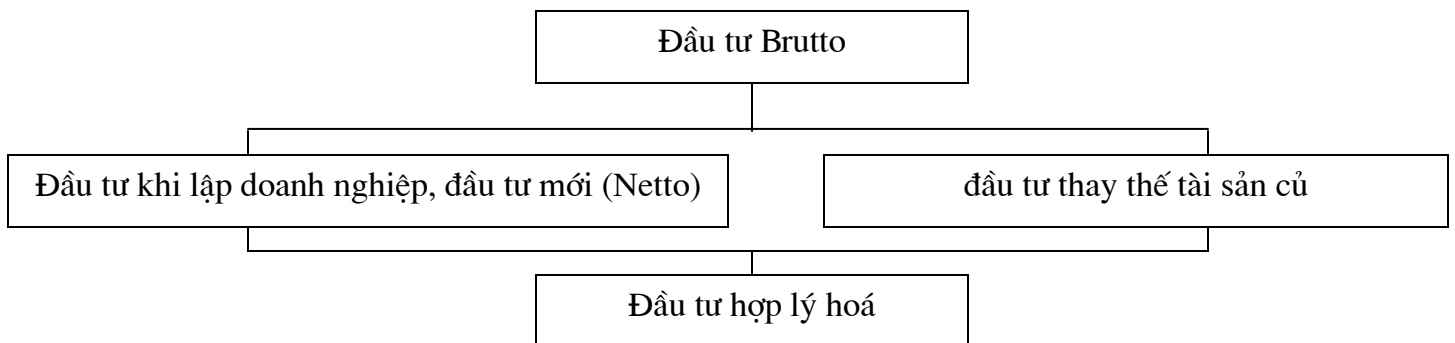 Đầu tư Brutto
Đầu tư khi lập doanh nghiệp, đầu tư mới (Netto)
đầu tư thay thế tài sản củ
Đầu tư hợp lý hoá